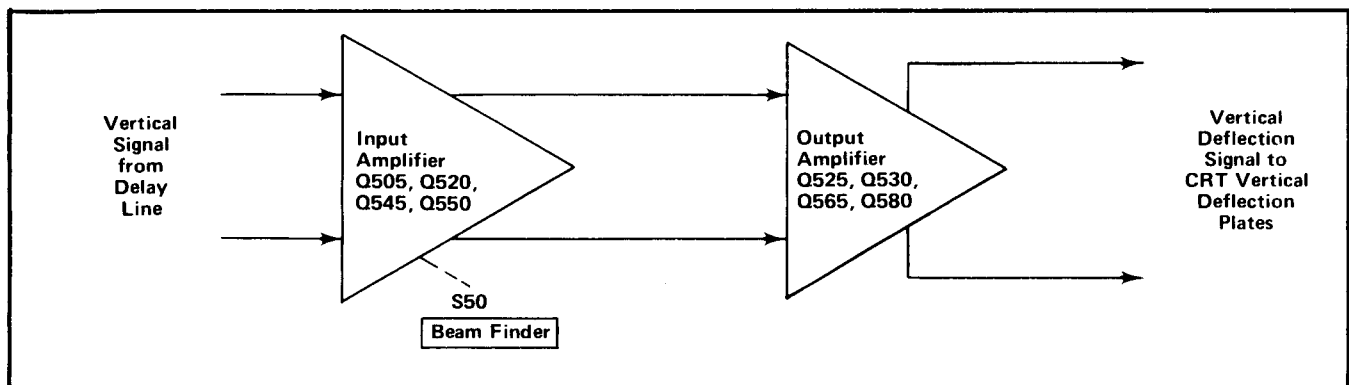 Vertical
Signal
from
Delay
Line
Input
Amplifier
Q505, Q520,
Q545, Q550
S50
Beam Finder
Output
Amplifier
Q525, Q530,
Q565, Q580
Vertical
Deflection
Signal to
CRT Vertical
Deflection
Plates